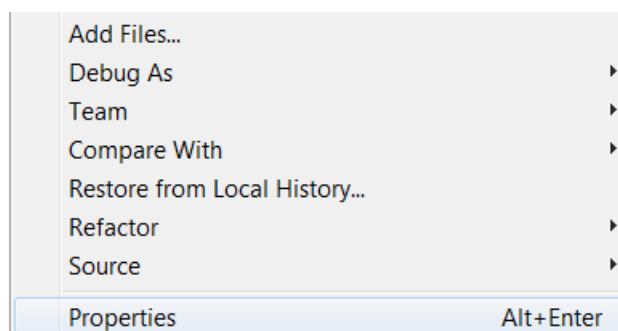 Add Files...
Debug As
Team
Compare With
Restore from Local History...
Refactor
Source
Properties Alt+Enter